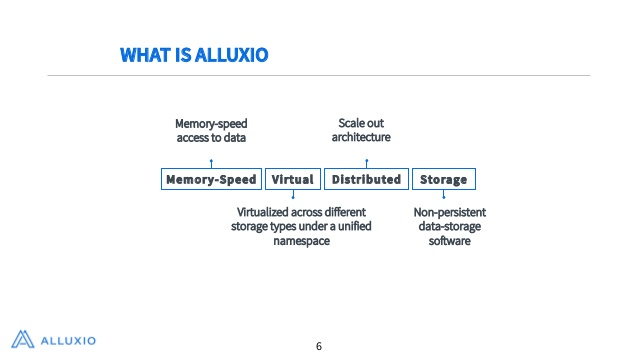 WHAT IS ALLUXIO
Memory-speed
access to data
Scale out
architecture
Memory-Speed Virtual Distributed Storage
Virtualized across different
storage types under a unified
namespace
Non-persistent
data-storage
software
ALLUXIO
6